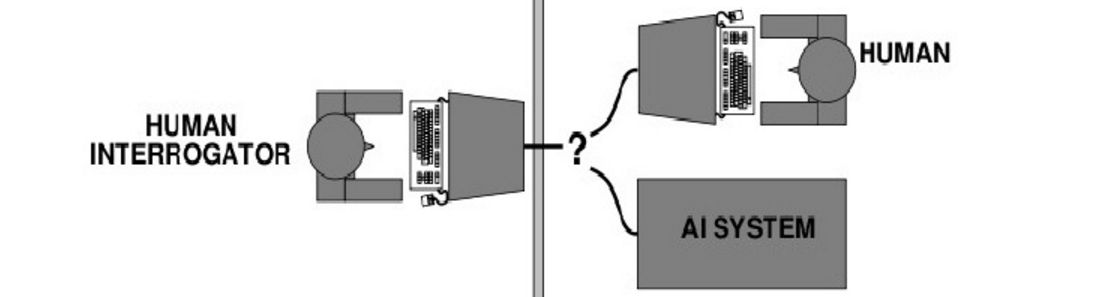 HUMAN
INTERROGATOR
?
HUMAN
AI SYSTEM